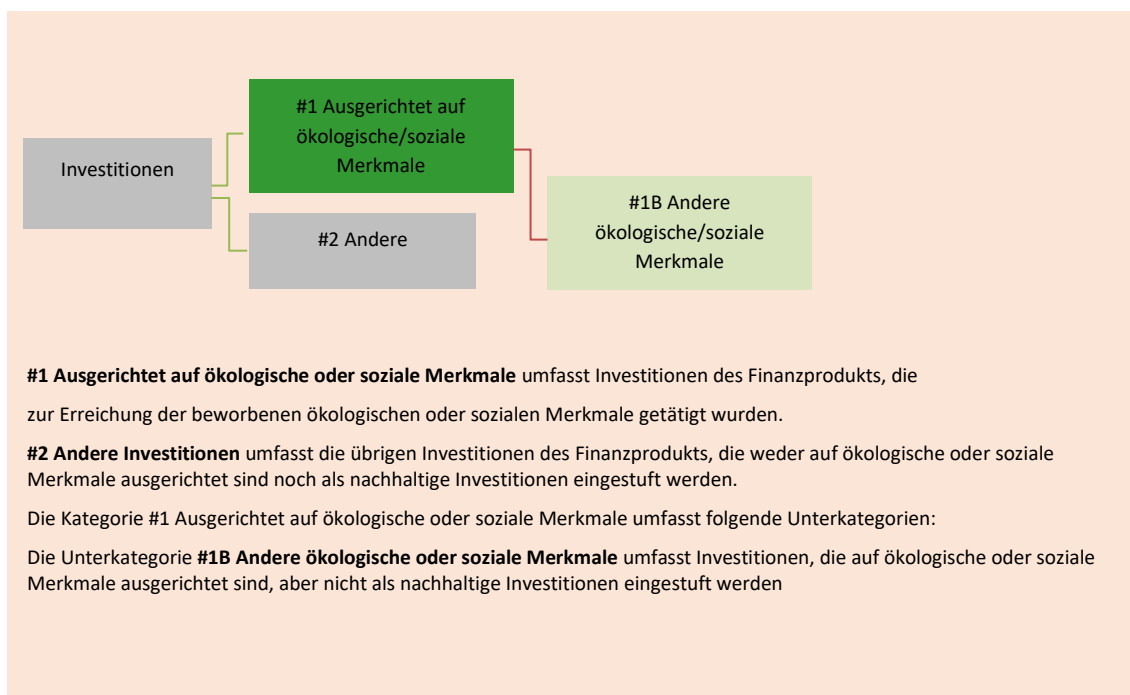 #1 Ausgerichtet auf
ökologische/soziale
Merkmale
Investitionen
#2 Andere
#1B Andere
ökologische/soziale
Merkmale
#1 Ausgerichtet auf ökologische oder soziale Merkmale umfasst Investitionen des Finanzprodukts, die
zur Erreichung der beworbenen ökologischen oder sozialen Merkmale getätigt wurden.
#2 Andere Investitionen umfasst die übrigen Investitionen des Finanzprodukts, die weder auf ökologische oder soziale
Merkmale ausgerichtet sind noch als nachhaltige Investitionen eingestuft werden.
Die Kategorie #1 Ausgerichtet auf ökologische oder soziale Merkmale umfasst folgende Unterkategorien:
Die Unterkategorie #1B Andere ökologische oder soziale Merkmale umfasst Investitionen, die auf ökologische oder soziale
Merkmale ausgerichtet sind, aber nicht als nachhaltige Investitionen eingestuft werden